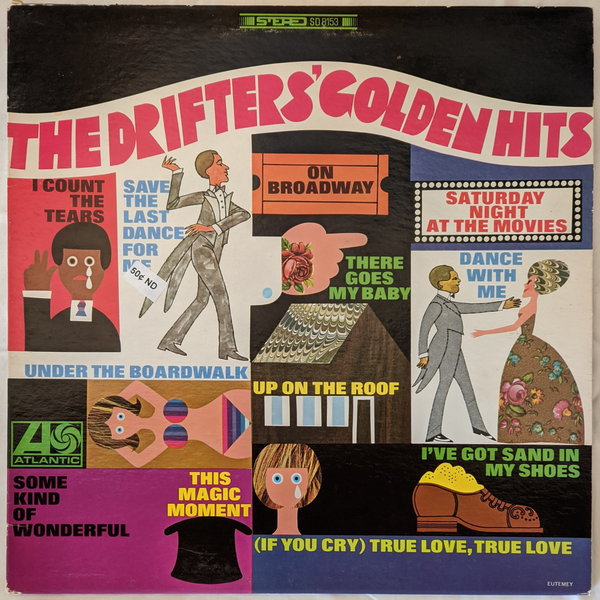 STEREO SD 8153
THE DRIFTERS' GOLDEN HITS
I COUNT
THE
TEARS
SAVE
THE
LAST
DANCE
FOR
ME
50¢ ND
ON
BROADWAY
SATURDAY
NIGHT
AT THE MOVIES
THERE
GOES
MY BABY
DANCE
WITH
ME
UNDER THE BOARDWALK
UP ON THE ROOF
ATLANTIC
I'VE GOT SAND IN
MY SHOES
SOME
KIND
OF
WONDERFUL
THIS
MAGIC
MOMENT
(IF YOU CRY) TRUE LOVE, TRUE LOVE
EUTEMEY